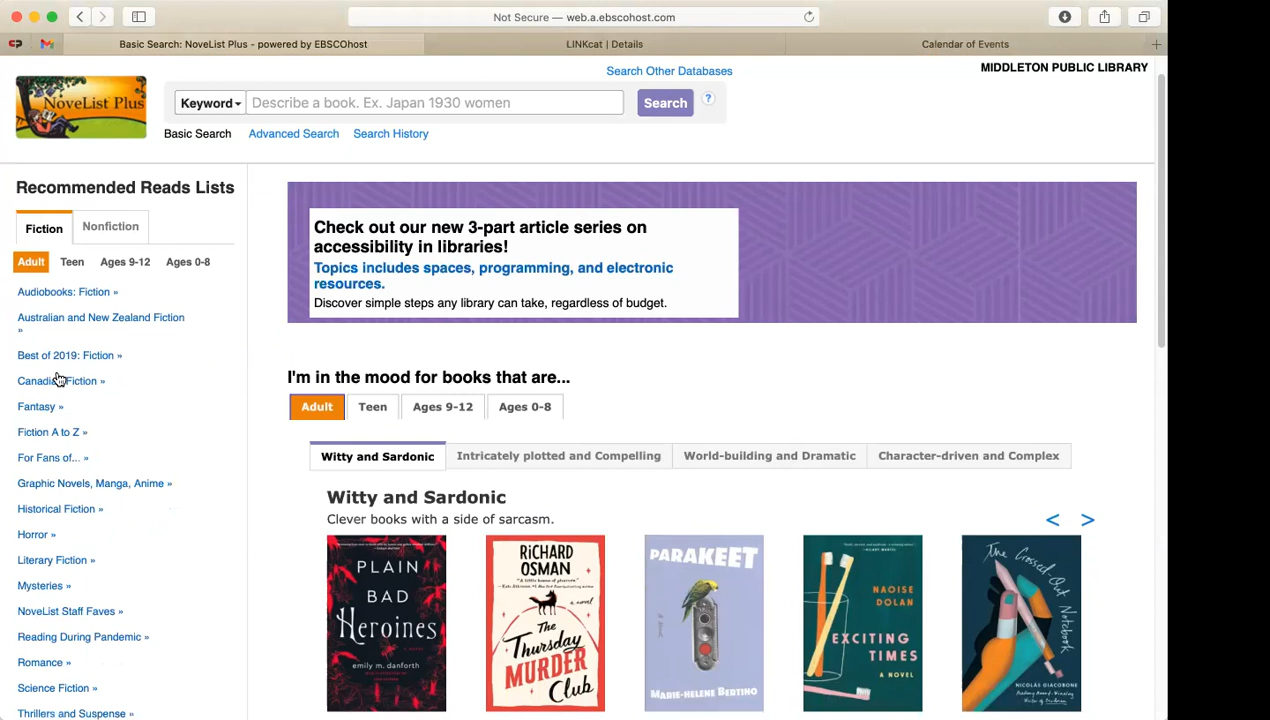 Not Secure — web.a.ebscohost.com
Basic Search: NoveList Plus - powered by EBSCOhost
LINKcat | Details
Calendar of Events
Search Other Databases
MIDDLETON PUBLIC LIBRARY
NoveList Plus
Keyword
Describe a book. Ex. Japan 1930 women
Search
?
Basic Search
Advanced Search
Search History
Recommended Reads Lists
Fiction
Nonfiction
Adult
Teen
Ages 9-12
Ages 0-8
Audiobooks: Fiction »
Australian and New Zealand Fiction
»
Best of 2019: Fiction »
Canadian Fiction »
Fantasy »
Fiction A to Z »
For Fans of... »
Graphic Novels, Manga, Anime »
Historical Fiction »
Horror »
Literary Fiction »
Mysteries »
NoveList Staff Faves »
Reading During Pandemic »
Romance »
Science Fiction »
Thrillers and Suspense »
Check out our new 3-part article series on
accessibility in libraries!
Topics includes spaces, programming, and electronic
resources.
Discover simple steps any library can take, regardless of budget.
I'm in the mood for books that are...
Adult
Teen
Ages 9-12
Ages 0-8
Witty and Sardonic
Intricately plotted and Compelling
World-building and Dramatic
Character-driven and Complex
Witty and Sardonic
Clever books with a side of sarcasm.
< >
PLAIN
BAD
HEROINES
emily m. danforth
RICHARD
OSMAN
The
Thursday
MURDER
Club
a novel
PARAKEET
MARIE-HELENE BERTINO
NAOISE
DOLAN
EXCITING
TIMES
A NOVEL
The
Crossed
Out
Notebook
NICOLÁS GIACOBONE